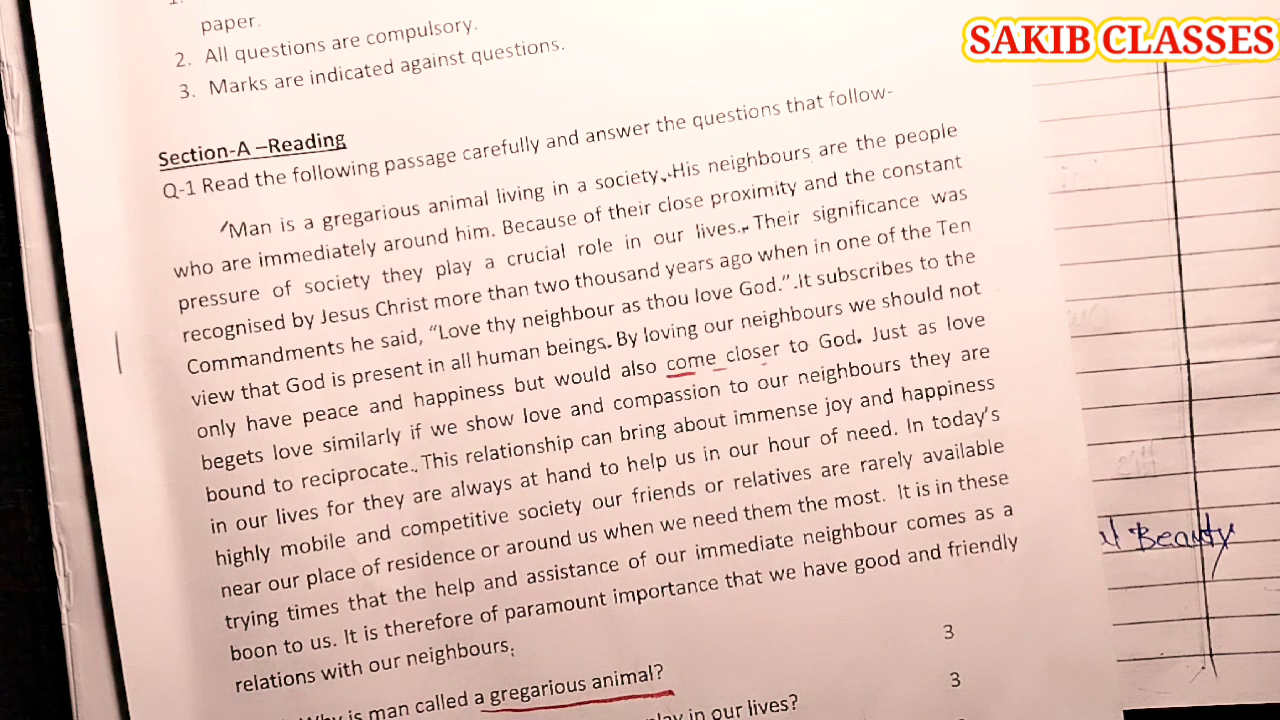 SAKIB CLASSES
1.
paper.
2. All questions are compulsory.
3. Marks are indicated against questions.
Section-A –Reading
Q-1 Read the following passage carefully and answer the questions that follow-
Man is a gregarious animal living in a society. His neighbours are the people
who are immediately around him. Because of their close proximity and the constant
pressure of society they play a crucial role in our lives. Their significance was
recognised by Jesus Christ more than two thousand years ago when in one of the Ten
Commandments he said, “Love thy neighbour as thou love God.” It subscribes to the
view that God is present in all human beings. By loving our neighbours we should not
only have peace and happiness but would also come closer to God. Just as love
begets love similarly if we show love and compassion to our neighbours they are
bound to reciprocate. This relationship can bring about immense joy and happiness
in our lives for they are always at hand to help us in our hour of need. In today's
highly mobile and competitive society our friends or relatives are rarely available
near our place of residence or around us when we need them the most. It is in these
trying times that the help and assistance of our immediate neighbour comes as a
boon to us. It is therefore of paramount importance that we have good and friendly
relations with our neighbours.
Why is man called a gregarious animal? 3
play in our lives? 3
Beauty